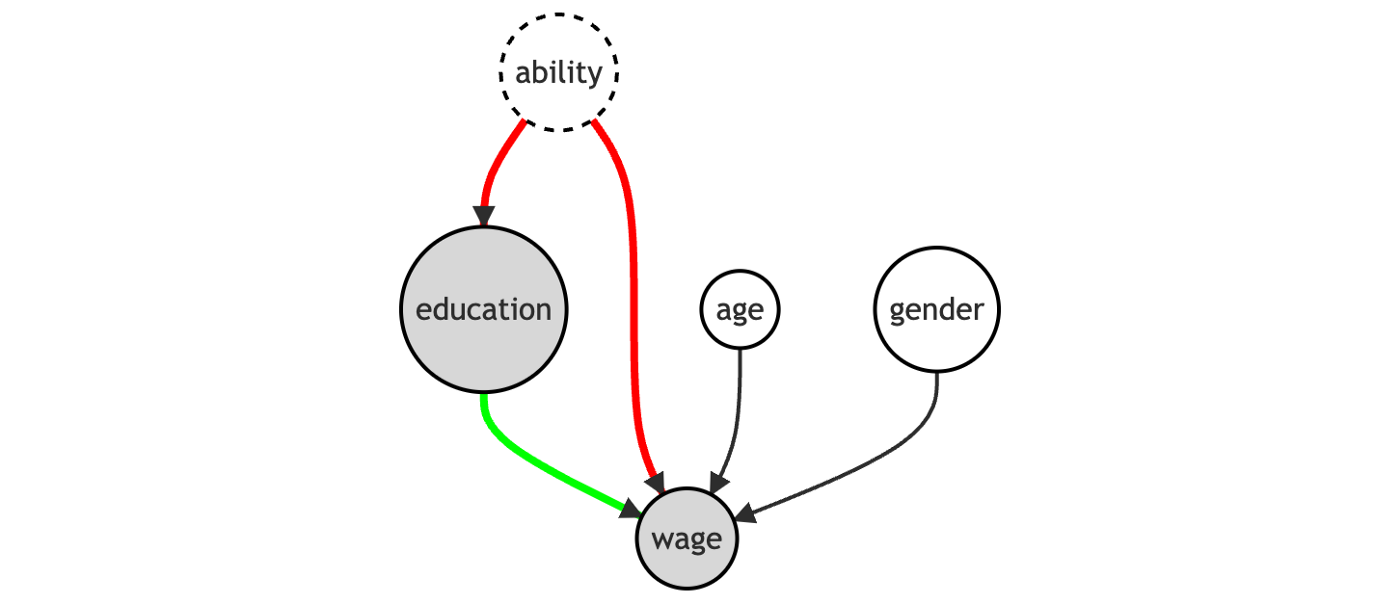 ability
education
age
gender
wage